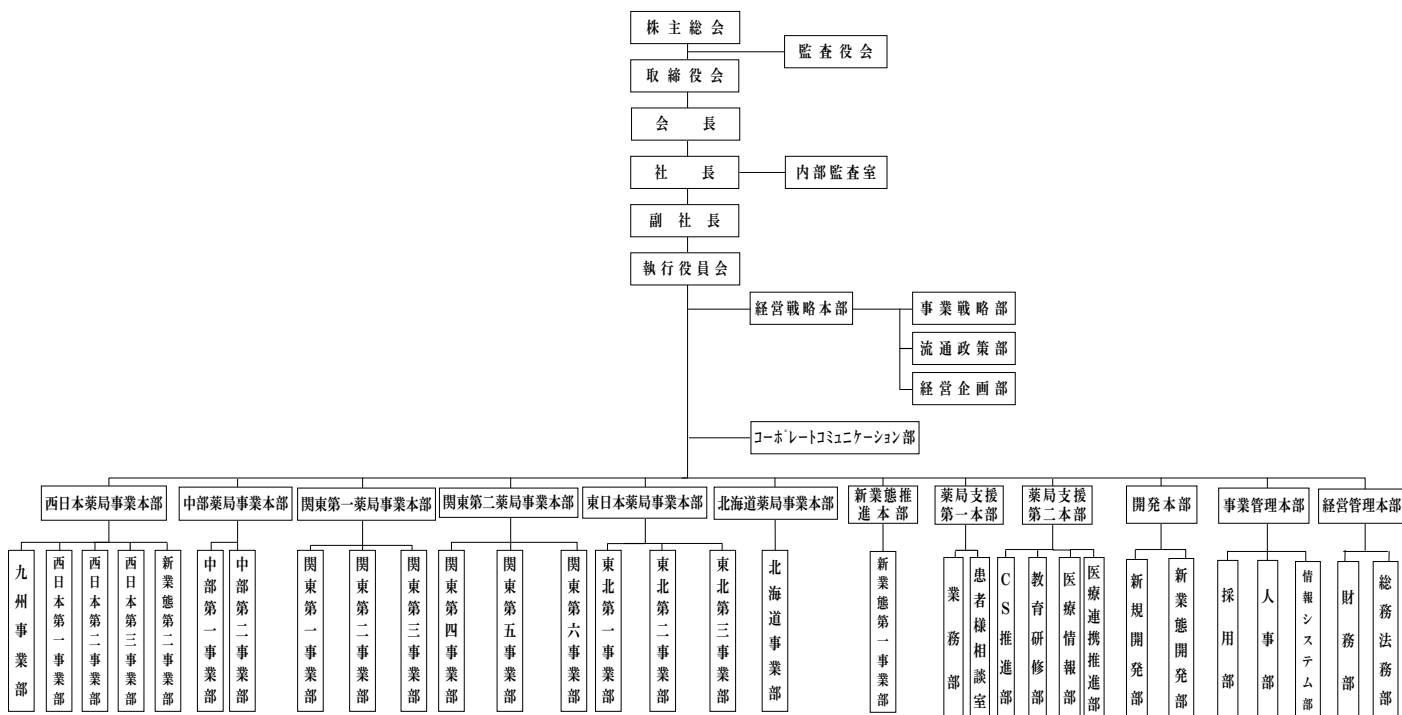 株主総会
監査役会
取締役会
会長
社長
内部監査室
副社長
執行役員会
経営戦略本部
事業戦略部
流通政策部
経営企画部
コーポレートコミュニケーション部
西日本薬局事業本部
中部薬局事業本部
関東第一薬局事業本部
関東第二薬局事業本部
東日本薬局事業本部
北海道薬局事業本部
新業態推
進本部
薬局支援
第一本部
薬局支援
第二本部
開発本部
事業管理本部
経営管理本部
九州事業部
西日本第一事業部
西日本第二事業部
西日本第三事業部
新業態第二事業部
中部第一事業部
中部第二事業部
関東第一事業部
関東第二事業部
関東第三事業部
関東第四事業部
関東第五事業部
関東第六事業部
東北第一事業部
東北第二事業部
東北第三事業部
北海道事業部
新業態第一事業部
業務部
患者様相談室
CS推進部
教育研修部
医療情報部
医療連携推進部
新規開発部
新業態開発部
採用部
人事部
情報システム部
財務部
総務法務部